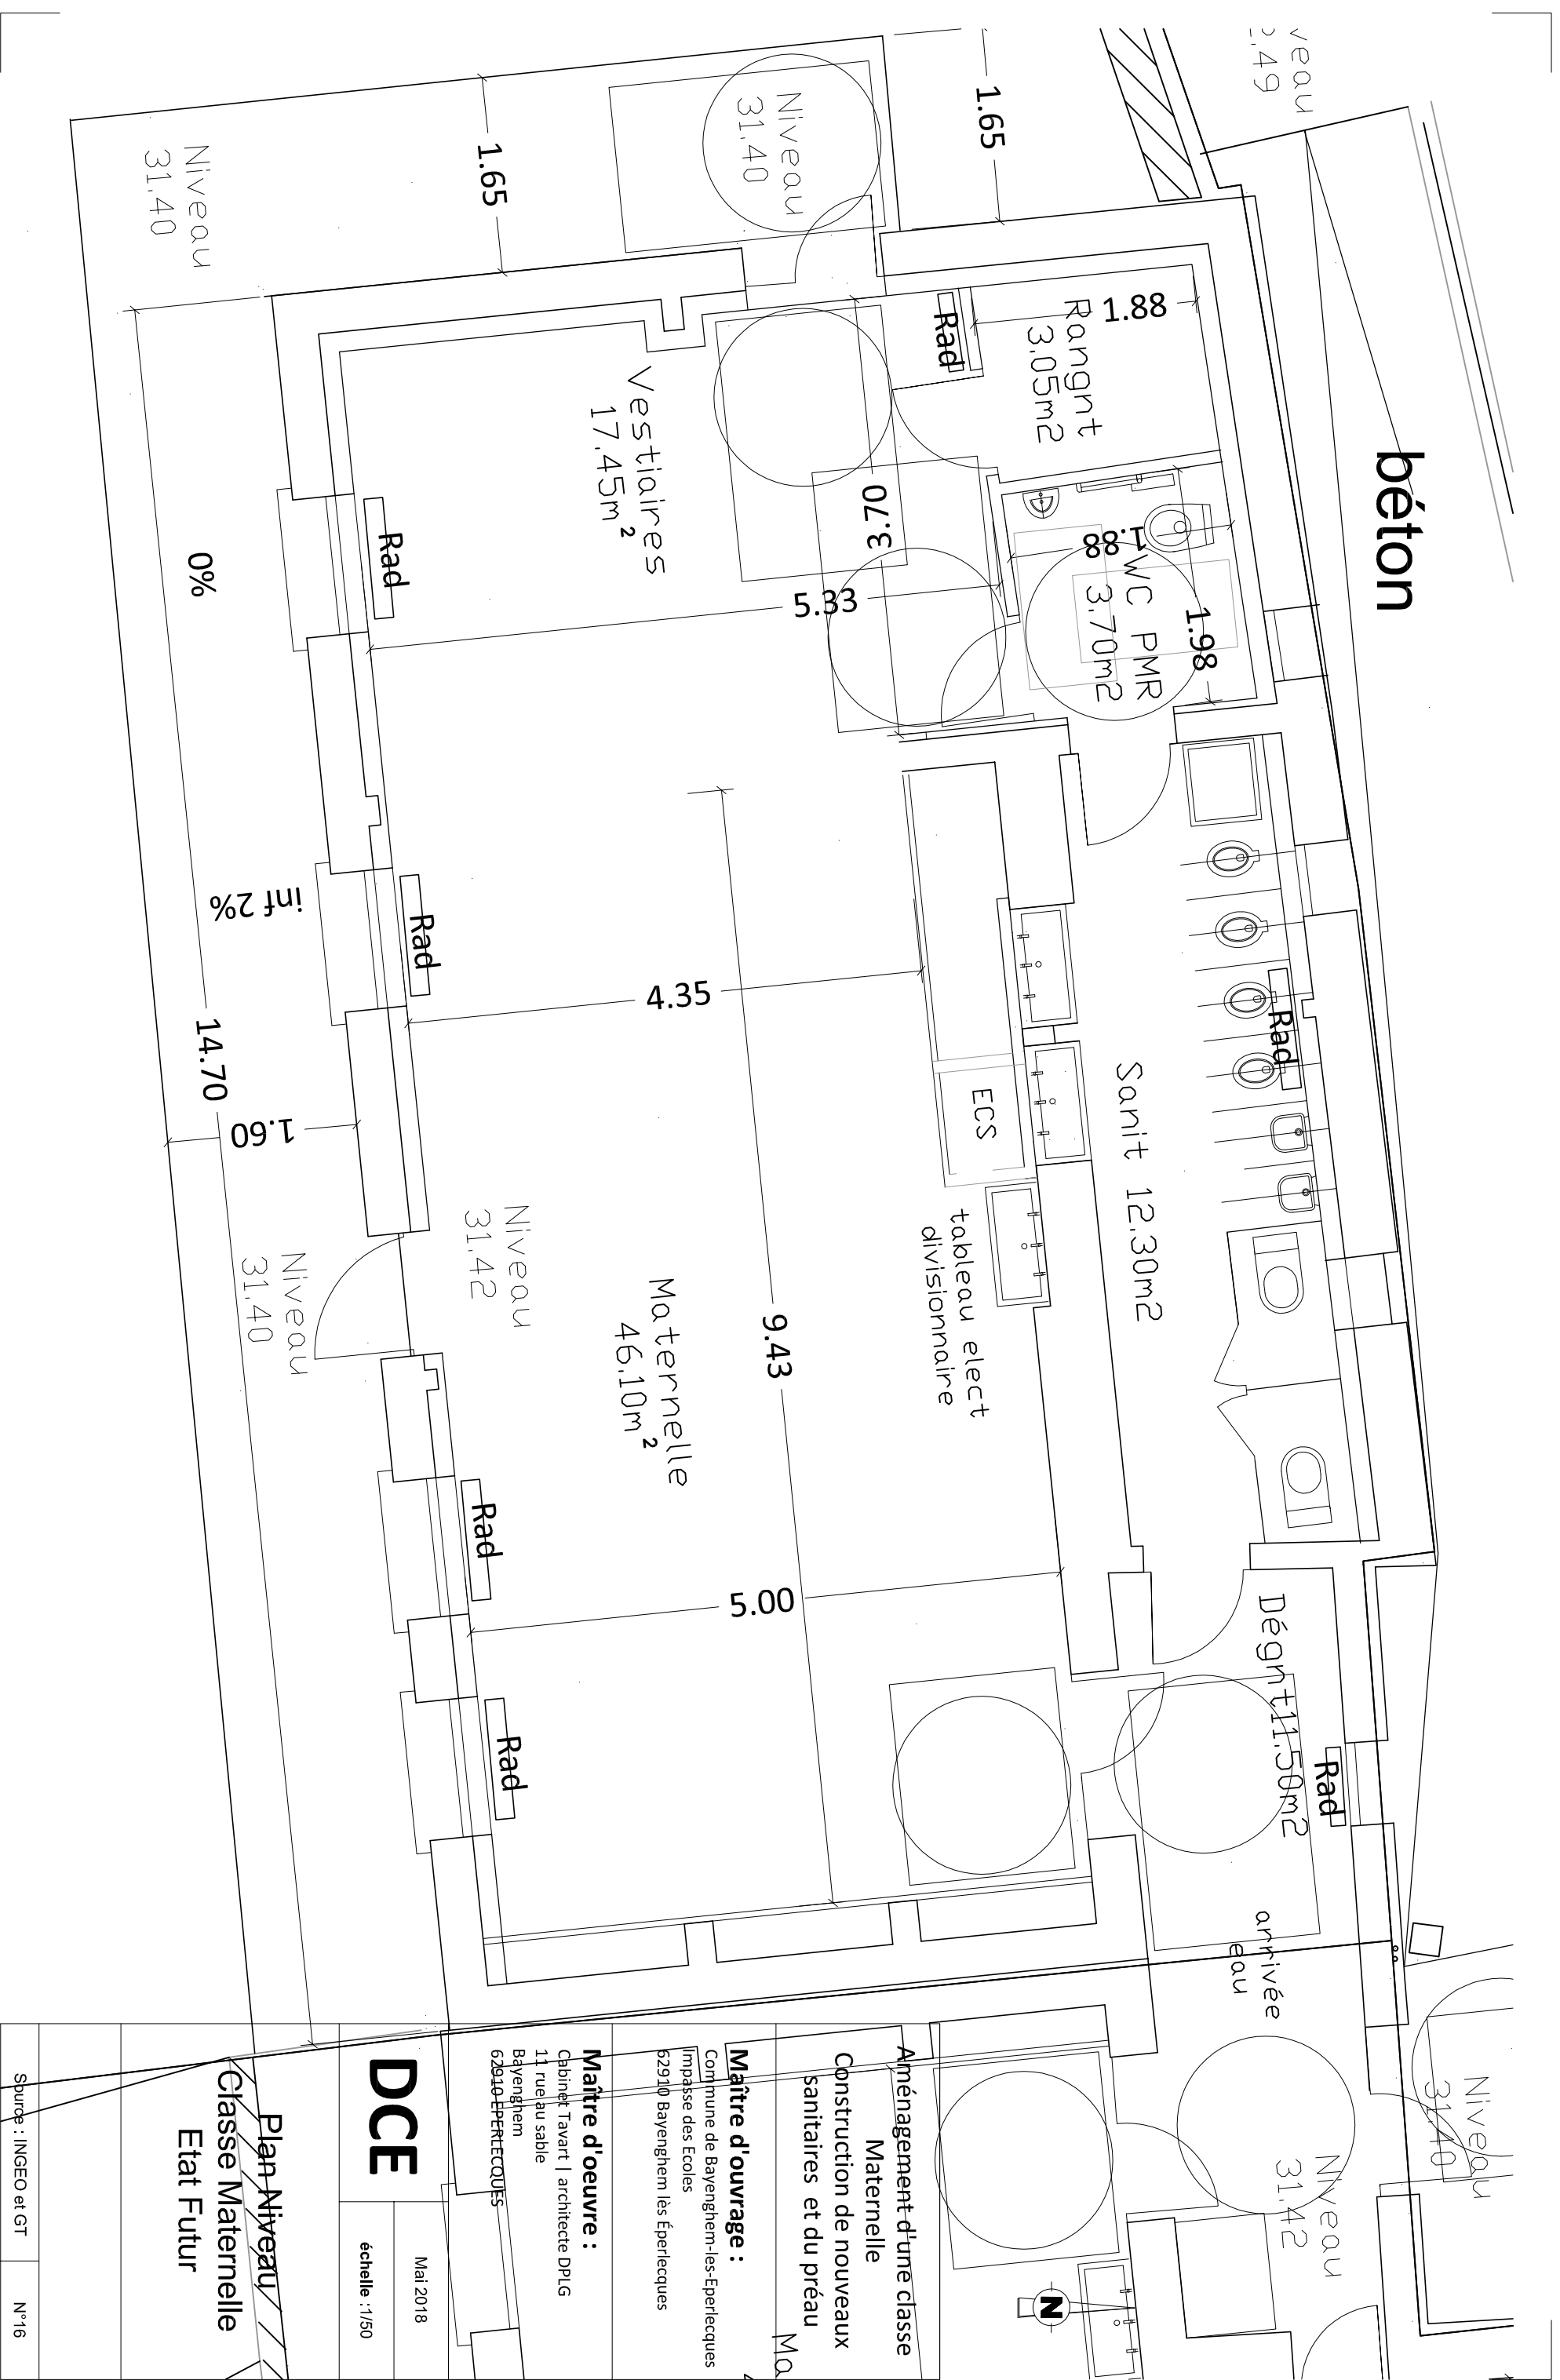 Niveau
2.49
béton
1.65
1.65
Niveau
31.40
Niveau
31.40
Rad
Rangnt
3.05m2
1.88
Vestiaires
17.45m²
3.70
5.33
1.88
WC PMR
3.70m2
1.98
Rad
0%
Rad
inf 2%
4.35
14.70
1.60
ECS
Sanit 12.30m2
Rad
tableau elect
divisionnaire
Niveau
31.42
Niveau
31.40
Maternelle
46.10m²
9.43
Rad
5.00
Rad
Dégnt11.50m2
Rad
arrivée
eau
Niveau
31.40
Niveau
31.42
N
Ma
Aménagement d'une classe
Maternelle
Construction de nouveaux
sanitaires et du préau
Maître d'ouvrage :
Commune de Bayenghem-les-Eperlecques
Impasse des Ecoles
62910 Bayenghem lès Éperlecques
Maître d'oeuvre :
Cabinet Tavart | architecte DPLG
11 rue au sable
Bayenghem
62910 EPERLECQUES
DCE
Mai 2018
échelle :1/50
Plan Niveau
Classe Maternelle
Etat Futur
Source : INGEO et GT
N°16